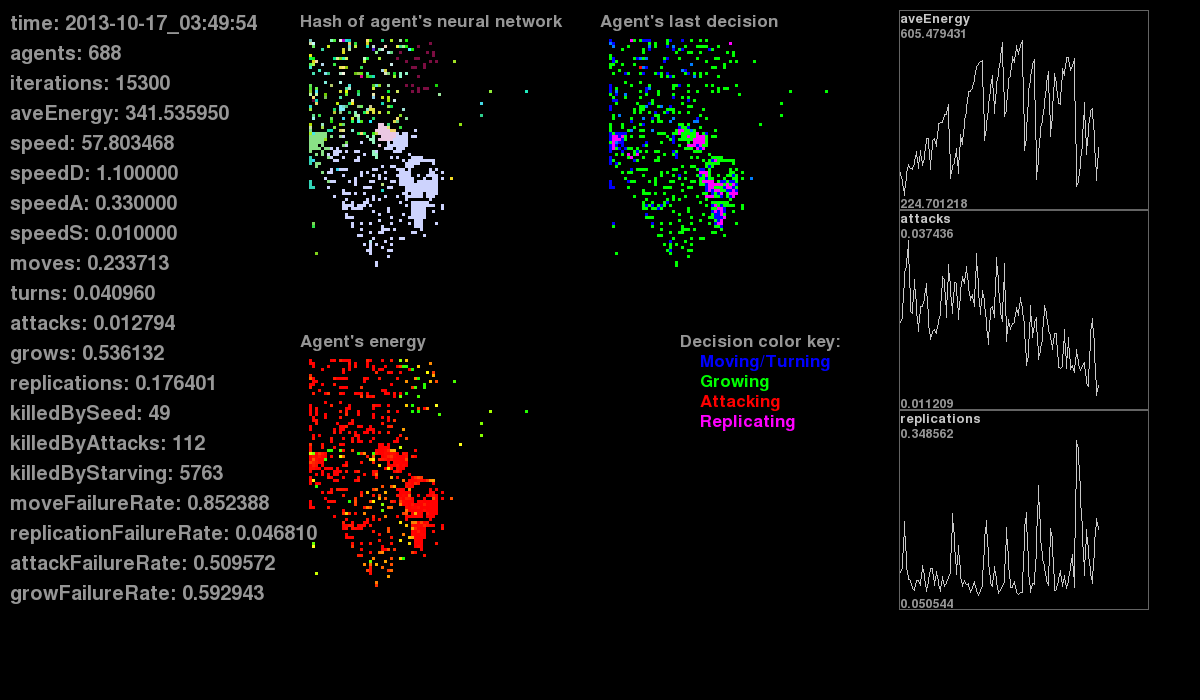 time: 2013-10-17_03:49:54
agents: 688
iterations: 15300
aveEnergy: 341.535950
speed: 57.803468
speedD: 1.100000
speedA: 0.330000
speedS: 0.010000
moves: 0.233713
turns: 0.040960
attacks: 0.012794
grows: 0.536132
replications: 0.176401
killedBySeed: 49
killedByAttacks: 112
killedByStarving: 5763
moveFailureRate: 0.852388
replicationFailureRate: 0.046810
attackFailureRate: 0.509572
growFailureRate: 0.592943
Hash of agent's neural network
Agent's last decision
Agent's energy
Decision color key:
Moving/Turning
Growing
Attacking
Replicating
aveEnergy
605.479431
224.701218
attacks
0.037436
0.011209
replications
0.348562
0.050544